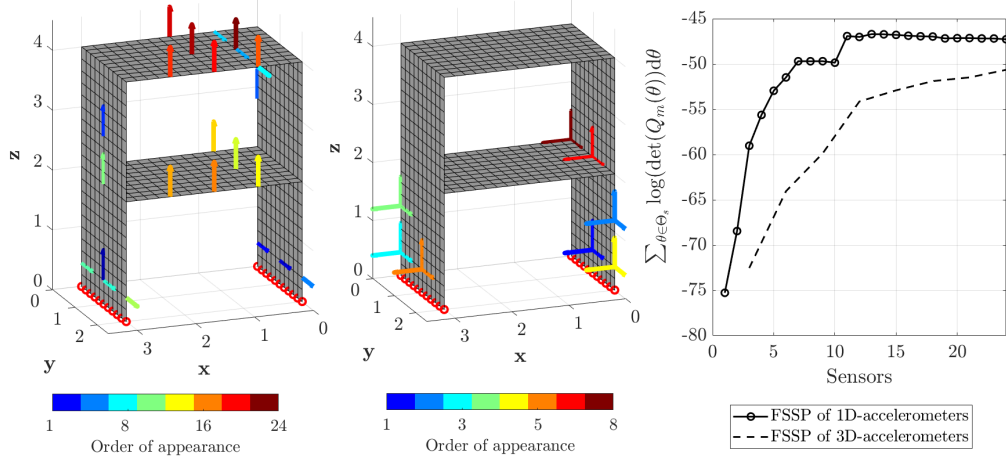 4
3
2
1
0
z
0
1
2
y
3
2
1
0
x
1 8 16 24
Order of appearance
4
3
2
1
0
z
0
1
2
y
3
2
1
0
x
1 3 5 8
Order of appearance
-45
-50
-55
-60
-65
-70
-75
-80
∑θ∈Θs log(det(Qm(θ))dθ
0 5 10 15 20
Sensors
FSSP of 1D-accelerometers
FSSP of 3D-accelerometers